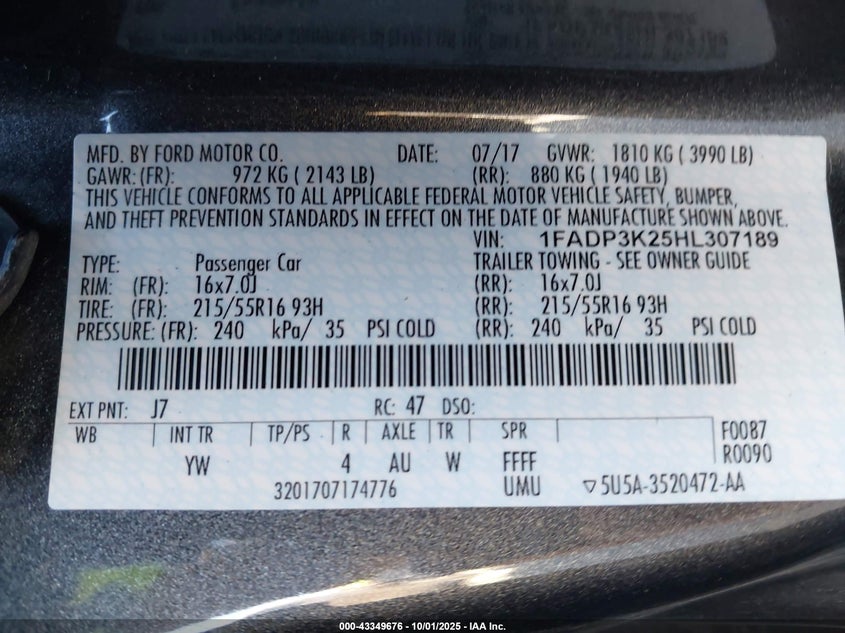 MFD. BY FORD MOTOR CO. DATE: 07/17 GVWR: 1810 KG ( 3990 LB)
GAWR: (FR): 972 KG ( 2143 LB) (RR): 880 KG ( 1940 LB)
THIS VEHICLE CONFORMS TO ALL APPLICABLE FEDERAL MOTOR VEHICLE SAFETY, BUMPER,
AND THEFT PREVENTION STANDARDS IN EFFECT ON THE DATE OF MANUFACTURE SHOWN ABOVE.
VIN: 1FADP3K25HL307189
TYPE: Passenger Car TRAILER TOWING - SEE OWNER GUIDE
RIM: (FR): 16x7.0J (RR): 16x7.0J
TIRE: (FR): 215/55R16 93H (RR): 215/55R16 93H
PRESSURE: (FR): 240 kPa/ 35 PSI COLD (RR): 240 kPa/ 35 PSI COLD
EXT PNT: J7 RC: 47 DSO:
WB INT TR TP/PS R AXLE TR SPR F0087
YW 4 AU W FFFF R0090
3201707174776 UMU ▽5U5A-3520472-AA
000-43349676 - 10/01/2025 - IAA Inc.